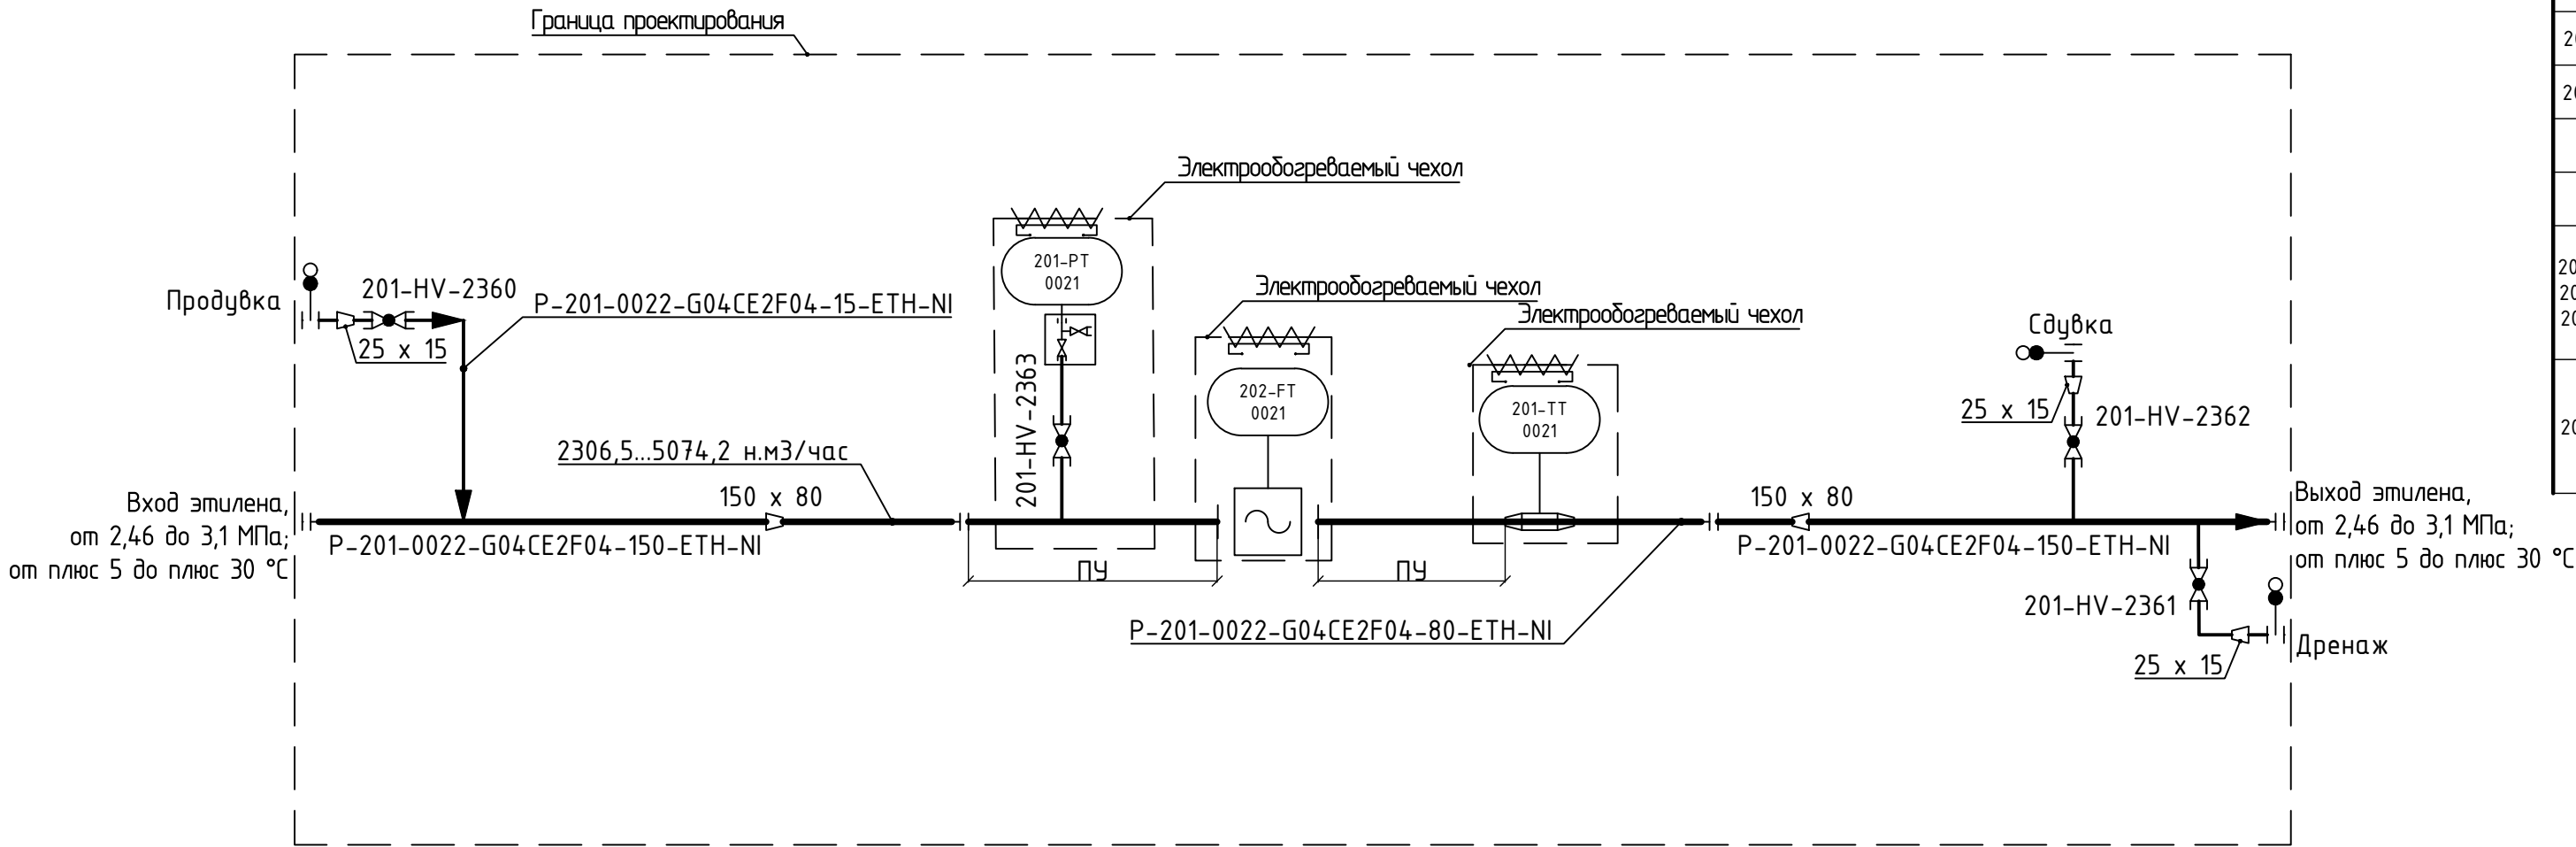 Граница проектирования
Электрообогреваемый чехол
201-PT
0021
Продувка
201-HV-2360
P-201-0022-G04CE2F04-15-ETH-NI
25 x 15
Электрообогреваемый чехол
Электрообогреваемый чехол
201-HV-2363
202-FT
0021
201-TT
0021
Сдувка
25 x 15
201-HV-2362
2306,5...5074,2 н.м3/час
150 x 80
150 x 80
Вход этилена,
от 2,46 до 3,1 МПа;
от плюс 5 до плюс 30 °C
P-201-0022-G04CE2F04-150-ETH-NI
P-201-0022-G04CE2F04-150-ETH-NI
Выход этилена,
от 2,46 до 3,1 МПа;
от плюс 5 до плюс 30 °C
ПУ
ПУ
P-201-0022-G04CE2F04-80-ETH-NI
201-HV-2361
Дренаж
25 x 15